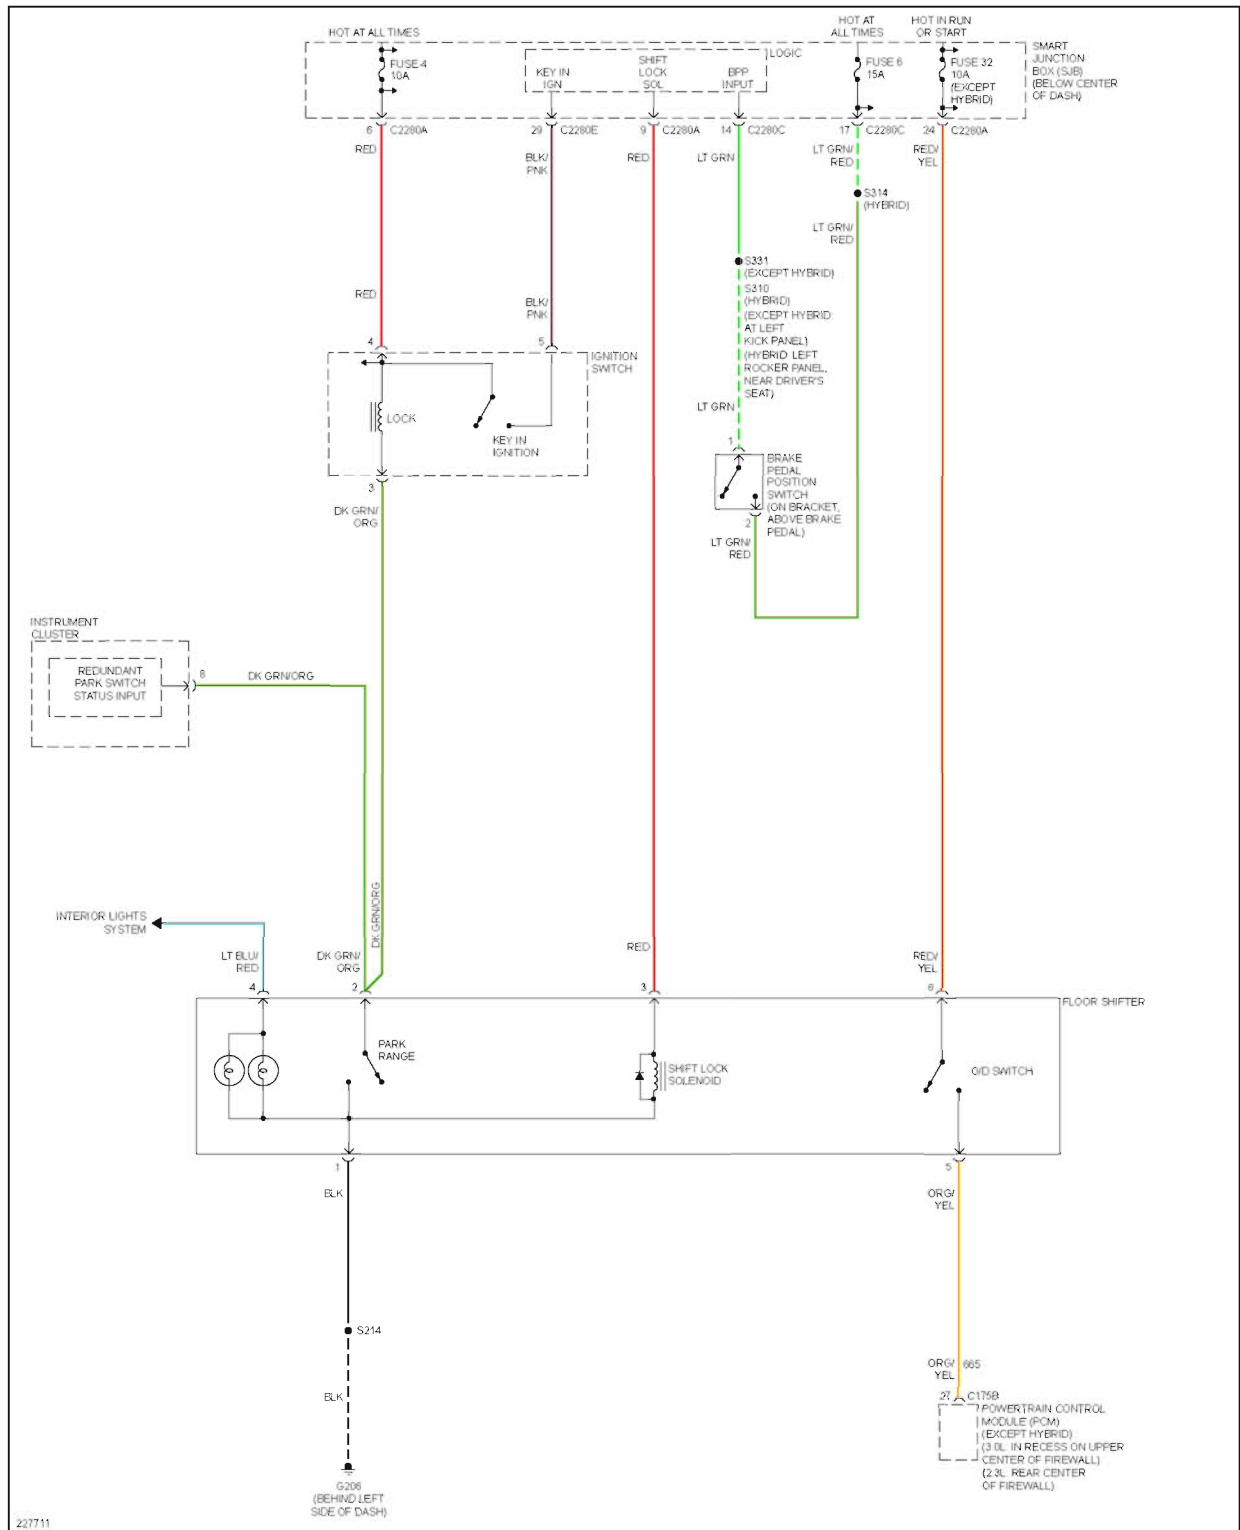 HOT AT ALL TIMES
HOT AT
ALL TIMES
HOT IN RUN
OR START
FUSE 4
10A
LOGIC
KEY IN
IGN
SHIFT
LOCK
SOL
BPP
INPUT
FUSE 6
15A
FUSE 32
10A
(EXCEPT
HYBRID)
SMART
JUNCTION
BOX (SJB)
(BELOW CENTER
OF DASH)
6 C2280A
29 C2280E
9 C2280A
14 C2280C
17 C2280C
24 C2280A
RED
BLK/
PNK
RED
LT GRN
LT GRN/
RED
RED/
YEL
S314
(HYBRID)
LT GRN/
RED
S331
(EXCEPT HYBRID)
S310
(HYBRID)
(EXCEPT HYBRID:
AT LEFT
KICK PANEL)
(HYBRID LEFT
ROCKER PANEL,
NEAR DRIVER'S
SEAT)
RED
BLK/
PNK
4
5
IGNITION
SWITCH
LOCK
KEY IN
IGNITION
3
DK GRN/
ORG
LT GRN
1
BRAKE
PEDAL
POSITION
SWITCH
(ON BRACKET,
ABOVE BRAKE
PEDAL)
2
LT GRN/
RED
INSTRUMENT
CLUSTER
REDUNDANT
PARK SWITCH
STATUS INPUT
8
DK GRN/ORG
DK GRN/ORG
INTERIOR LIGHTS
SYSTEM
LT BLU/
RED
DK GRN/
ORG
RED
RED/
YEL
4
2
3
6
FLOOR SHIFTER
PARK
RANGE
SHIFT LOCK
SOLENOID
O/D SWITCH
1
5
BLK
ORG/
YEL
S214
BLK
ORG/
YEL
665
27 C175B
POWERTRAIN CONTROL
MODULE (PCM)
(EXCEPT HYBRID)
(3.0L: IN RECESS ON UPPER
CENTER OF FIREWALL)
(2.3L: REAR CENTER
OF FIREWALL)
G206
(BEHIND LEFT
SIDE OF DASH)
227711